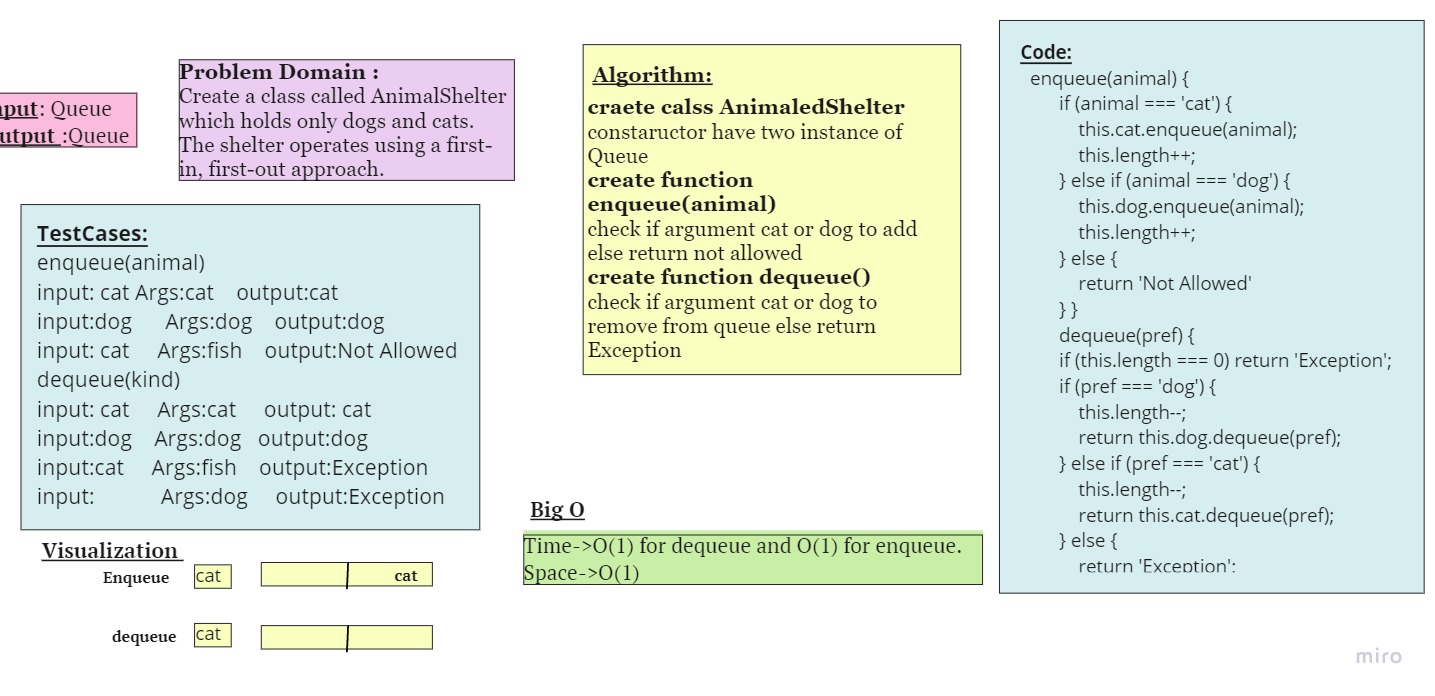 nput: Queue
utput :Queue
Problem Domain :
Create a class called AnimalShelter
which holds only dogs and cats.
The shelter operates using a first-
in, first-out approach.
TestCases:
enqueue(animal)
input: cat Args:cat output:cat
input:dog Args:dog output:dog
input: cat Args:fish output:Not Allowed
dequeue(kind)
input: cat Args:cat output: cat
input:dog Args:dog output:dog
input:cat Args:fish output:Exception
input: Args:dog output:Exception
Visualization
Enqueue cat cat
dequeue cat
Algorithm:
craete calss AnimaledShelter
constaructor have two instance of
Queue
create function
enqueue(animal)
check if argument cat or dog to add
else return not allowed
create function dequeue()
check if argument cat or dog to
remove from queue else return
Exception
Big O
Time->O(1) for dequeue and O(1) for enqueue.
Space->O(1)
Code:
enqueue(animal) {
if (animal === 'cat') {
this.cat.enqueue(animal);
this.length++;
} else if (animal === 'dog') {
this.dog.enqueue(animal);
this.length++;
} else {
return 'Not Allowed'
} }
dequeue(pref) {
if (this.length === 0) return 'Exception';
if (pref === 'dog') {
this.length--;
return this.dog.dequeue(pref);
} else if (pref === 'cat') {
this.length--;
return this.cat.dequeue(pref);
} else {
return 'Exception';
miro